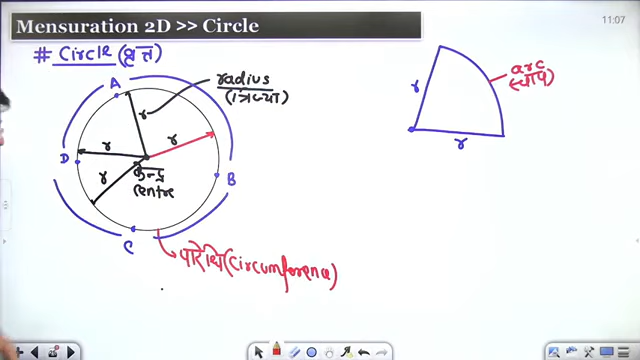 Mensuration 2D >> Circle
11:07
# Circle (वृत्त)
A
radius
(त्रिज्या)
r
r
r
r
D
B
केन्द्र
centre
C
परिधि (Circumference)
r
r
arc
(चाप)